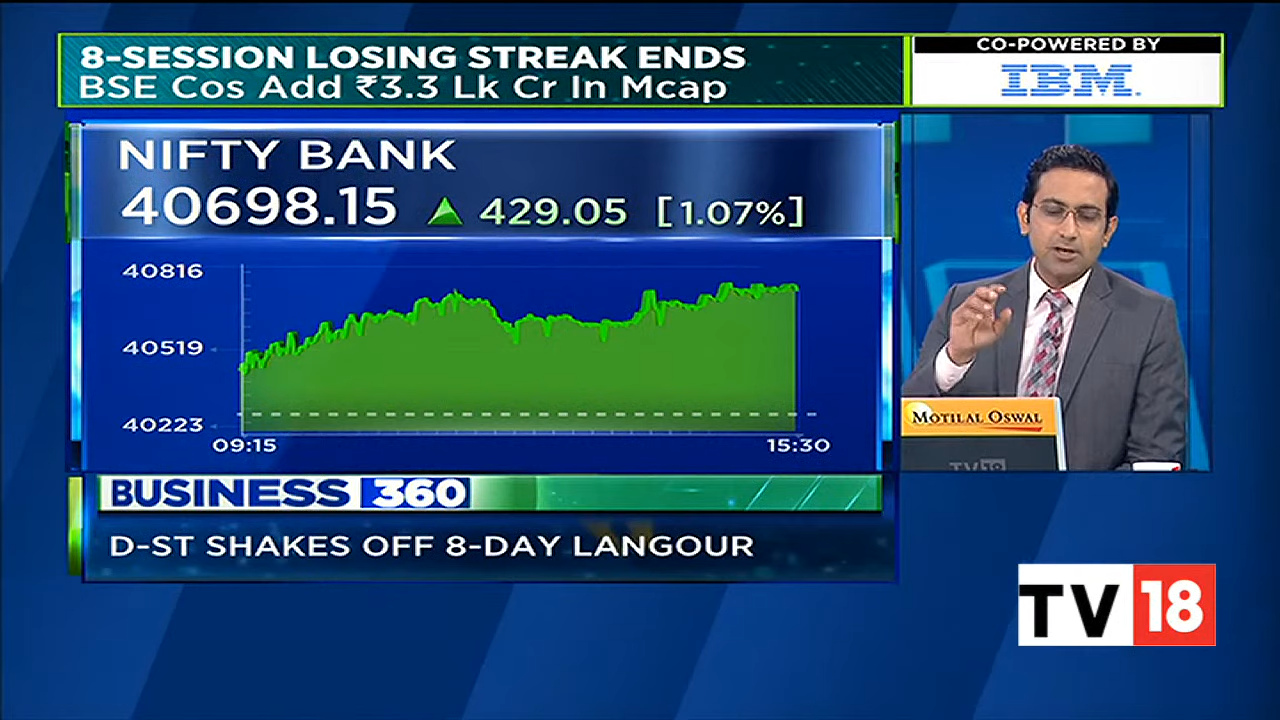 8-SESSION LOSING STREAK ENDS
BSE Cos Add ₹3.3 Lk Cr In Mcap
CO-POWERED BY
IBM
NIFTY BANK
40698.15 ▲ 429.05 [1.07%]
40816
40519
40223
09:15 15:30
MOTILAL OSWAL
TV18
BUSINESS 360
D-ST SHAKES OFF 8-DAY LANGOUR
TV18